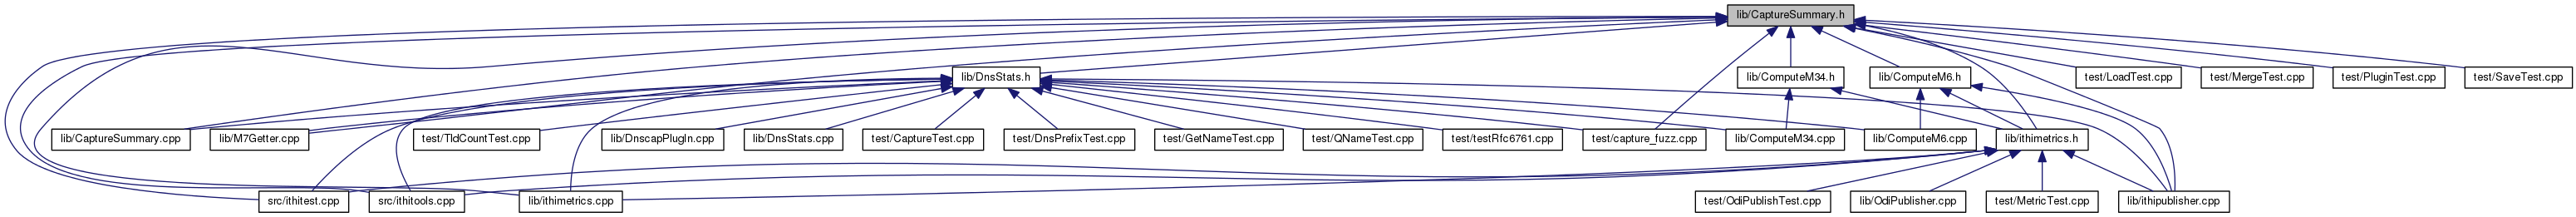 lib/CaptureSummary.h
lib/DnsStats.h
lib/ComputeM34.h
lib/ComputeM6.h
test/LoadTest.cpp
test/MergeTest.cpp
test/PluginTest.cpp
test/SaveTest.cpp
lib/CaptureSummary.cpp
lib/M7Getter.cpp
test/TldCountTest.cpp
lib/DnscapPlugIn.cpp
lib/DnsStats.cpp
test/CaptureTest.cpp
test/DnsPrefixTest.cpp
test/GetNameTest.cpp
test/QNameTest.cpp
test/testRfc6761.cpp
test/capture_fuzz.cpp
lib/ComputeM34.cpp
lib/ComputeM6.cpp
lib/ithimetrics.h
src/ithitest.cpp
src/ithitools.cpp
lib/ithimetrics.cpp
test/OdiPublishTest.cpp
lib/OdiPublisher.cpp
test/MetricTest.cpp
lib/ithipublisher.cpp